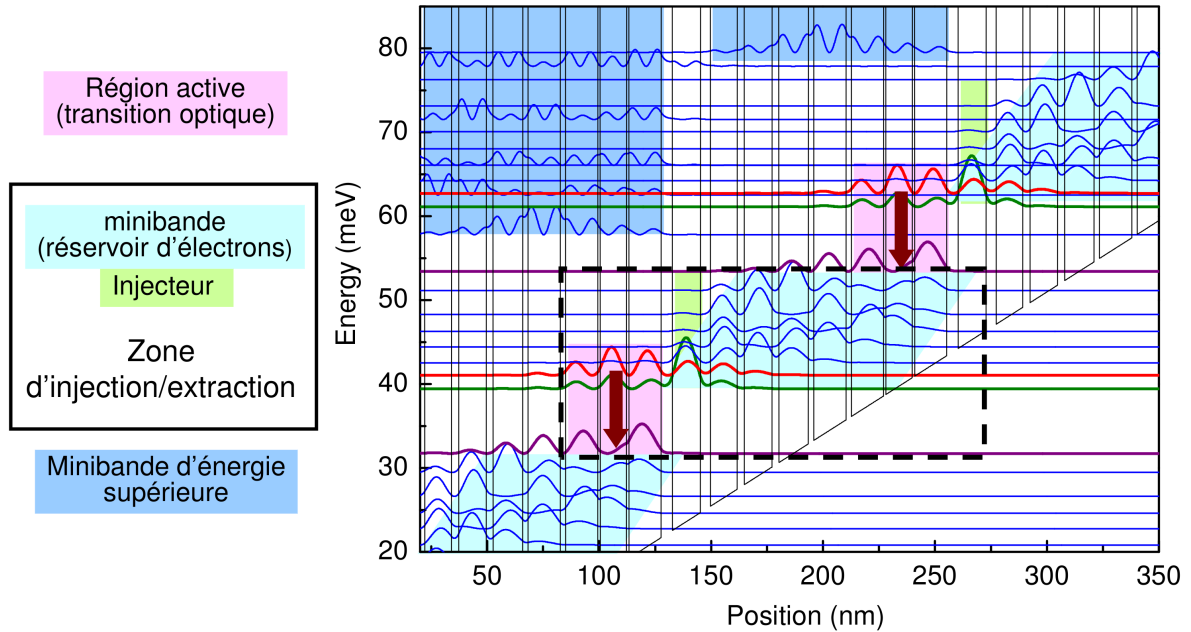 Région active
(transition optique)
minibande
(réservoir d'électrons)
Injecteur
Zone
d'injection/extraction
Minibande d'énergie
supérieure
Energy (meV)
80
70
60
50
40
30
20
50
100
150
200
250
300
350
Position (nm)